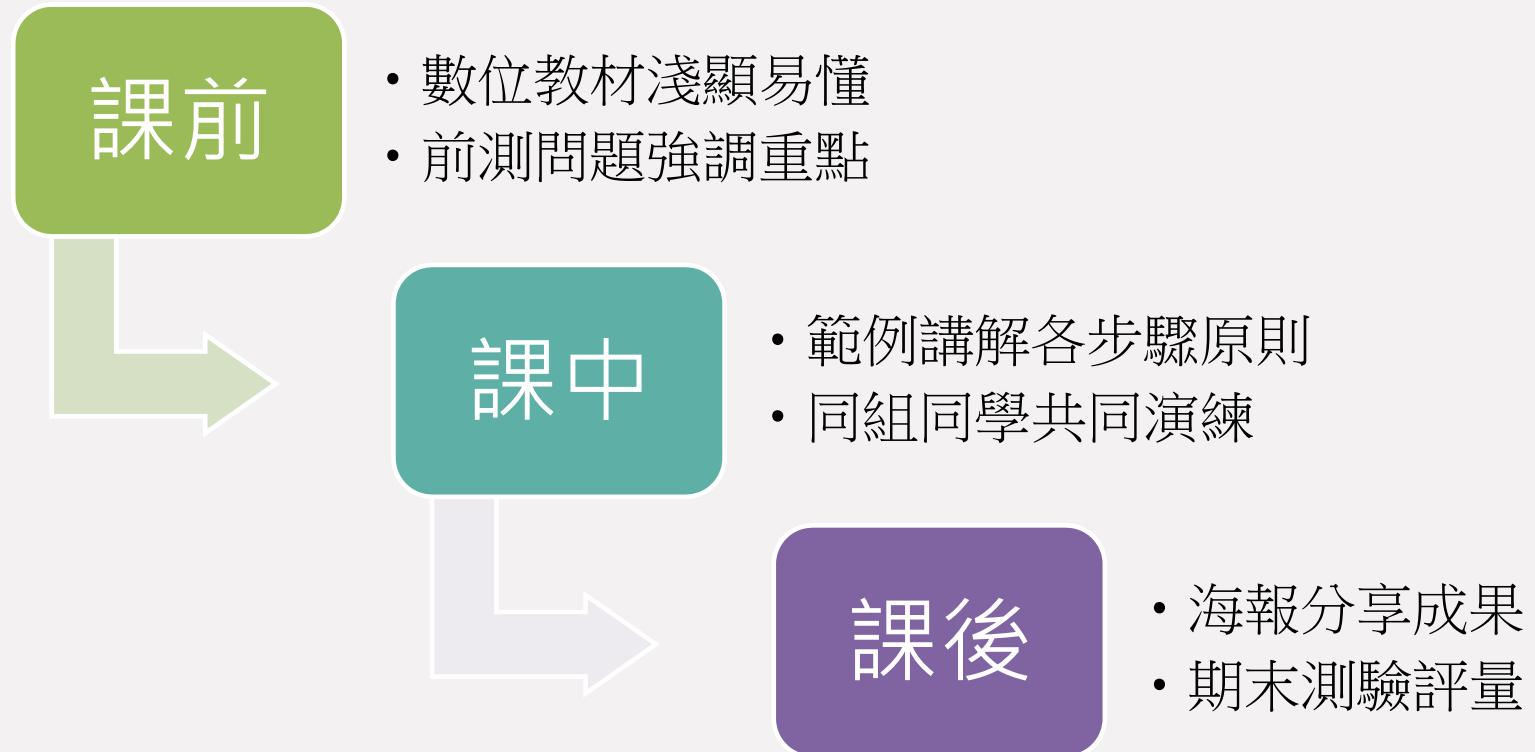 課前
• 數位教材淺顯易懂
• 前測問題強調重點
課中
• 範例講解各步驟原則
• 同組同學共同演練
課後
• 海報分享成果
• 期末測驗評量